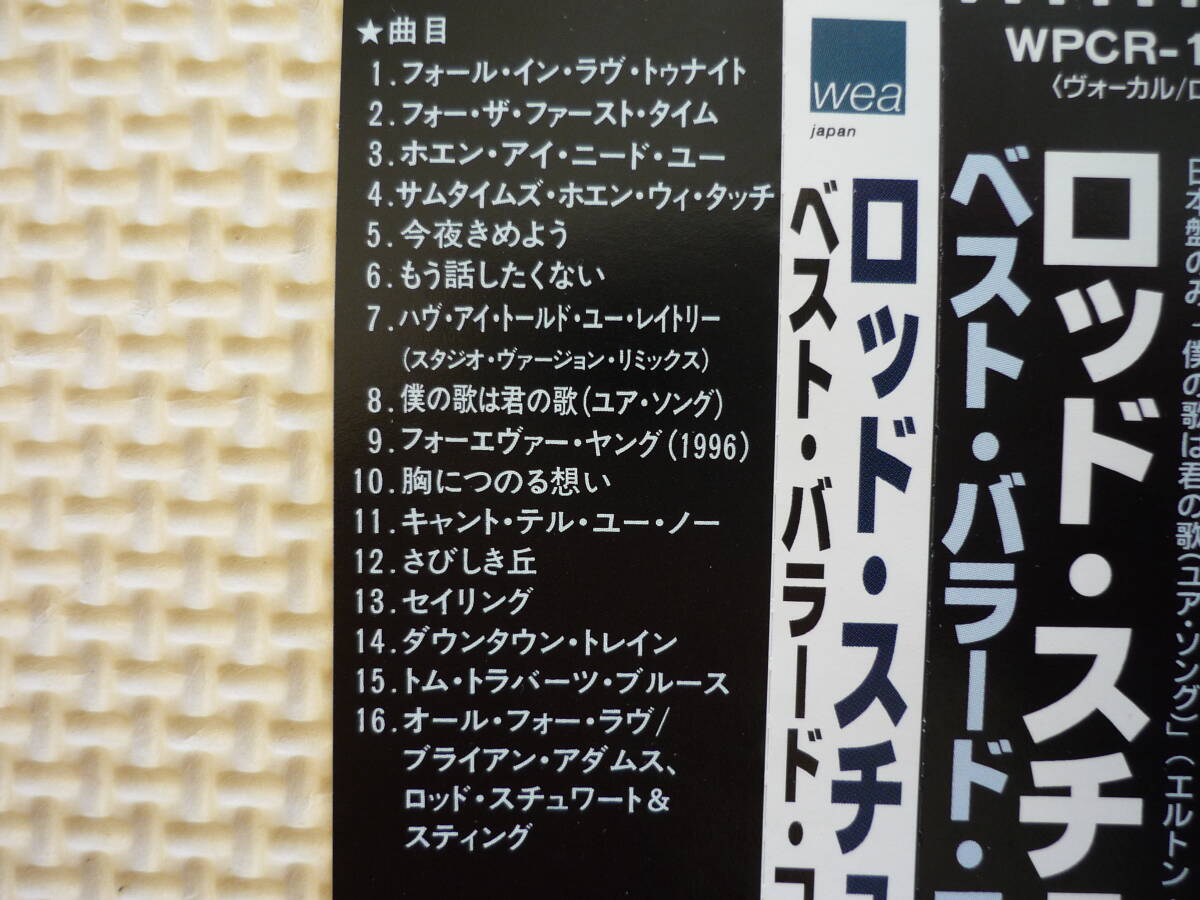 ★曲目
1.フォール・イン・ラヴ・トゥナイト
2.フォー・ザ・ファースト・タイム
3.ホエン・アイ・ニード・ユー
4.サムタイムズ・ホエン・ウィ・タッチ
5.今夜きめよう
6.もう話したくない
7.ハヴ・アイ・トールド・ユー・レイトリー
(スタジオ・ヴァージョン・リミックス)
8.僕の歌は君の歌(ユア・ソング)
9.フォーエヴァー・ヤング(1996)
10.胸につのる想い
11.キャント・テル・ユー・ノー
12.さびしき丘
13.セイリング
14.ダウンタウン・トレイン
15.トム・トラバーツ・ブルース
16.オール・フォー・ラヴ/
ブライアン・アダムス、
ロッド・スチュワート&
スティング
wea
japan
ロッド・スチュ
ベスト・バラード・
WPCR-1
〈ヴォーカル/ロ
ロッド・スチ
ベスト・バラード・
日本盤のみ「僕の歌は君の歌(ユア・ソング)」(エルトン